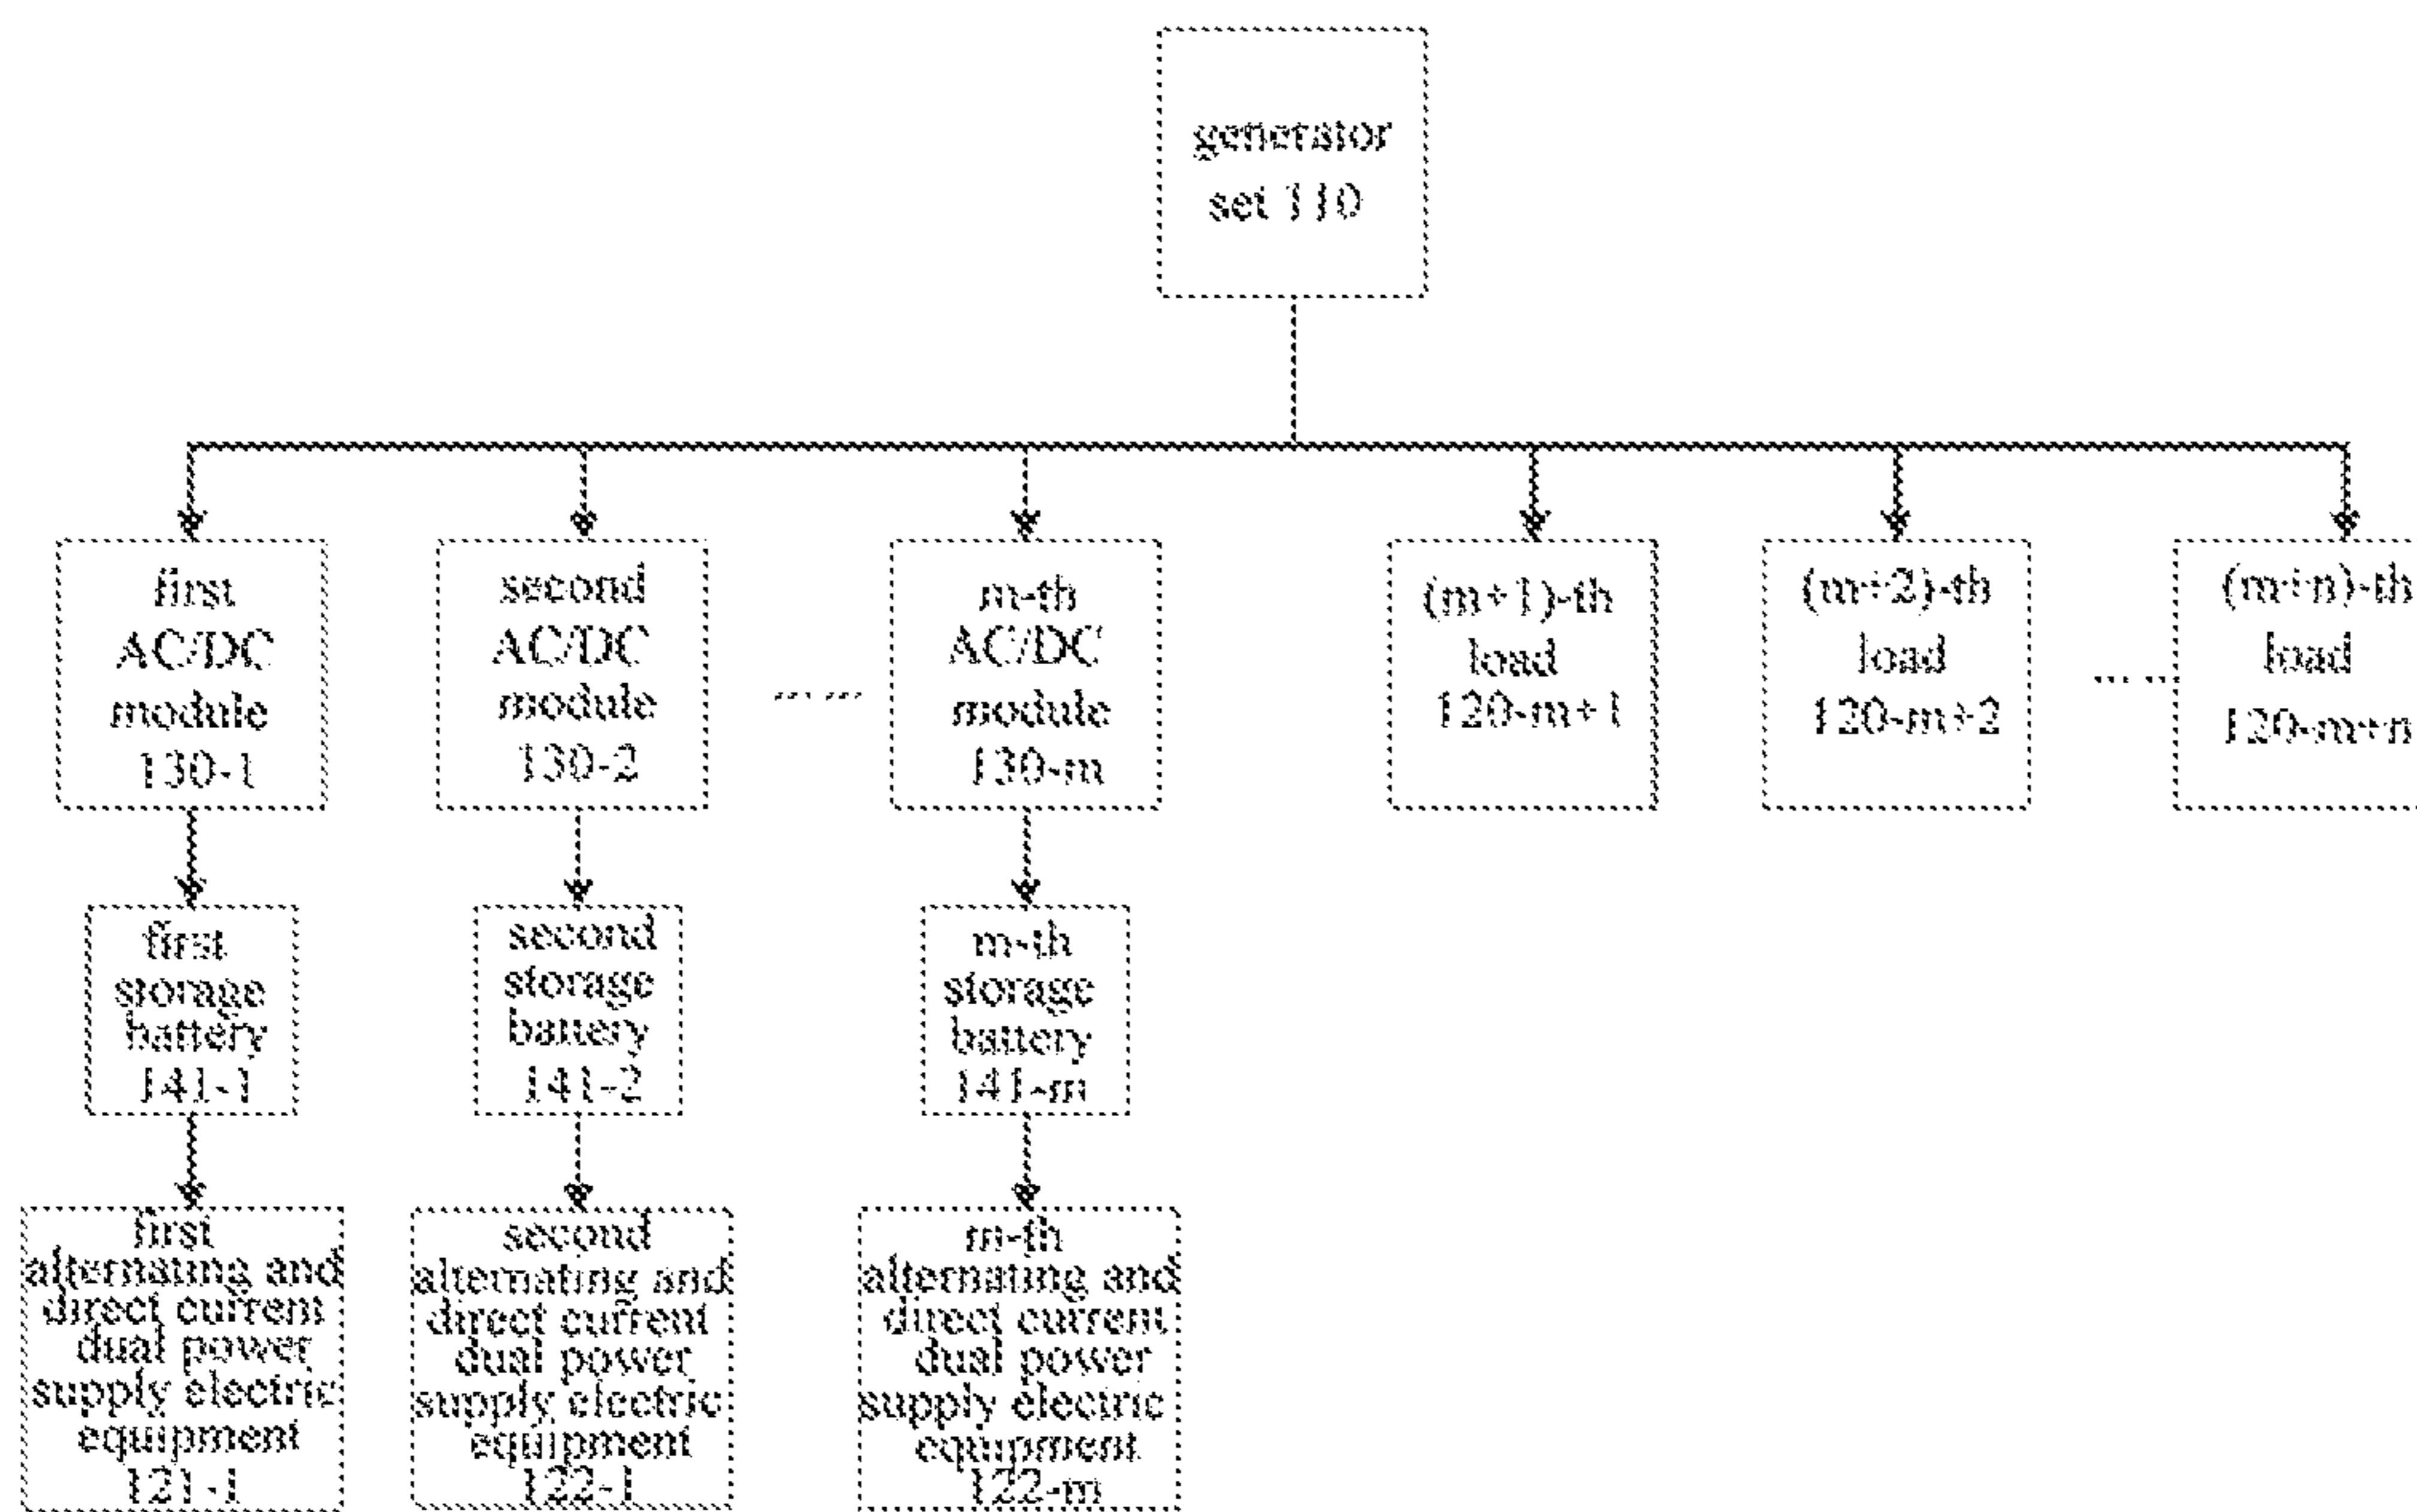 generator
set 110
first
AC/DC
module
130-1
second
AC/DC
module
130-2
......
m-th
AC/DC
module
130-m
(m+1)-th
load
120-m+1
(m+2)-th
load
120-m+2
......
(m+n)-th
load
120-m+n
first
storage
battery
141-1
second
storage
battery
141-2
m-th
storage
battery
141-m
first
alternating and
direct current
dual power
supply electric
equipment
121-1
second
alternating and
direct current
dual power
supply electric
equipment
122-1
m-th
alternating and
direct current
dual power
supply electric
equipment
122-m